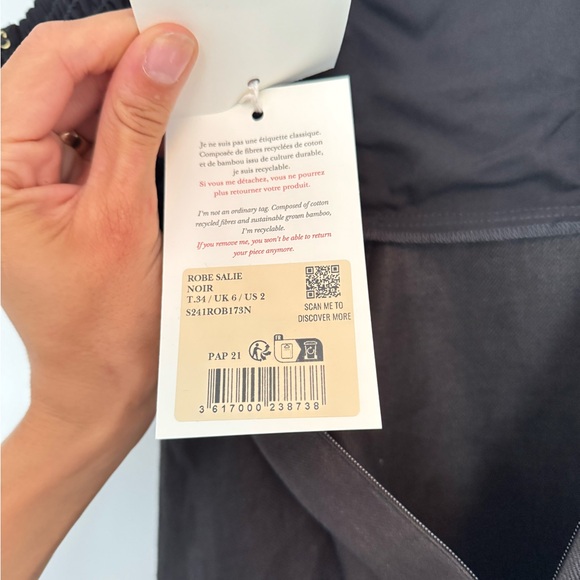 Je ne suis pas une étiquette classique.
Composée de fibres recyclées de coton
et de bambou issu de culture durable,
je suis recyclable.
Si vous me détachez, vous ne pourrez
plus retourner votre produit.
I'm not an ordinary tag. Composed of cotton
recycled fibres and sustainable grown bamboo,
I'm recyclable.
If you remove me, you won't be able to return
your piece anymore.
ROBE SALIE
NOIR
T.34 / UK 6 / US 2
S241ROB173N
SCAN ME TO
DISCOVER MORE
PAP 21
FR
3 617000 238738